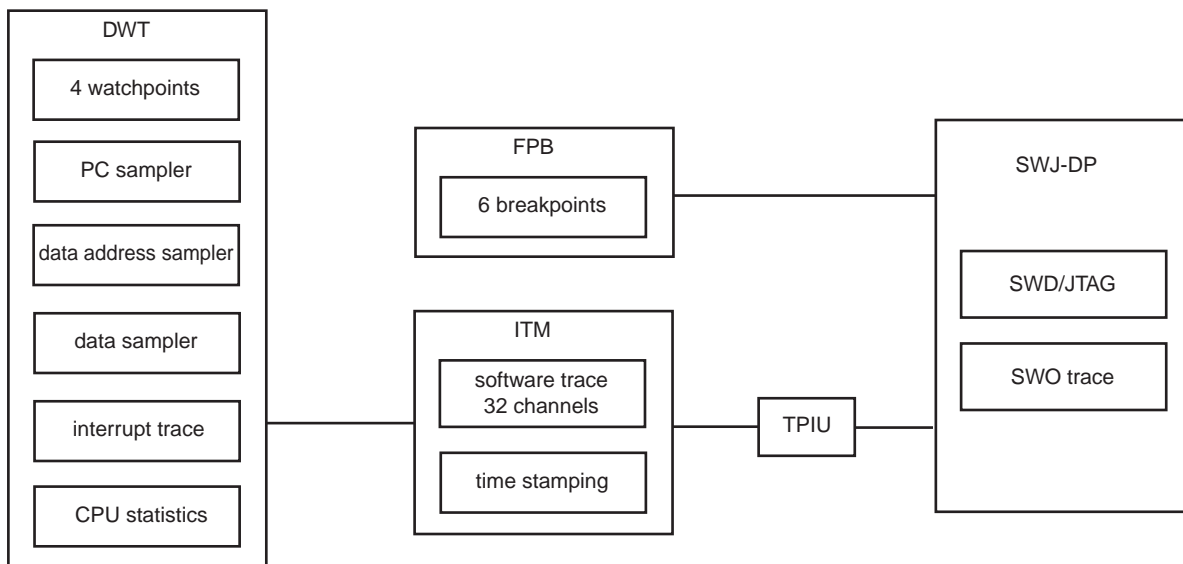 DWT
4 watchpoints
PC sampler
data address sampler
data sampler
interrupt trace
CPU statistics
FPB
6 breakpoints
ITM
software trace
32 channels
time stamping
TPIU
SWJ-DP
SWD/JTAG
SWO trace